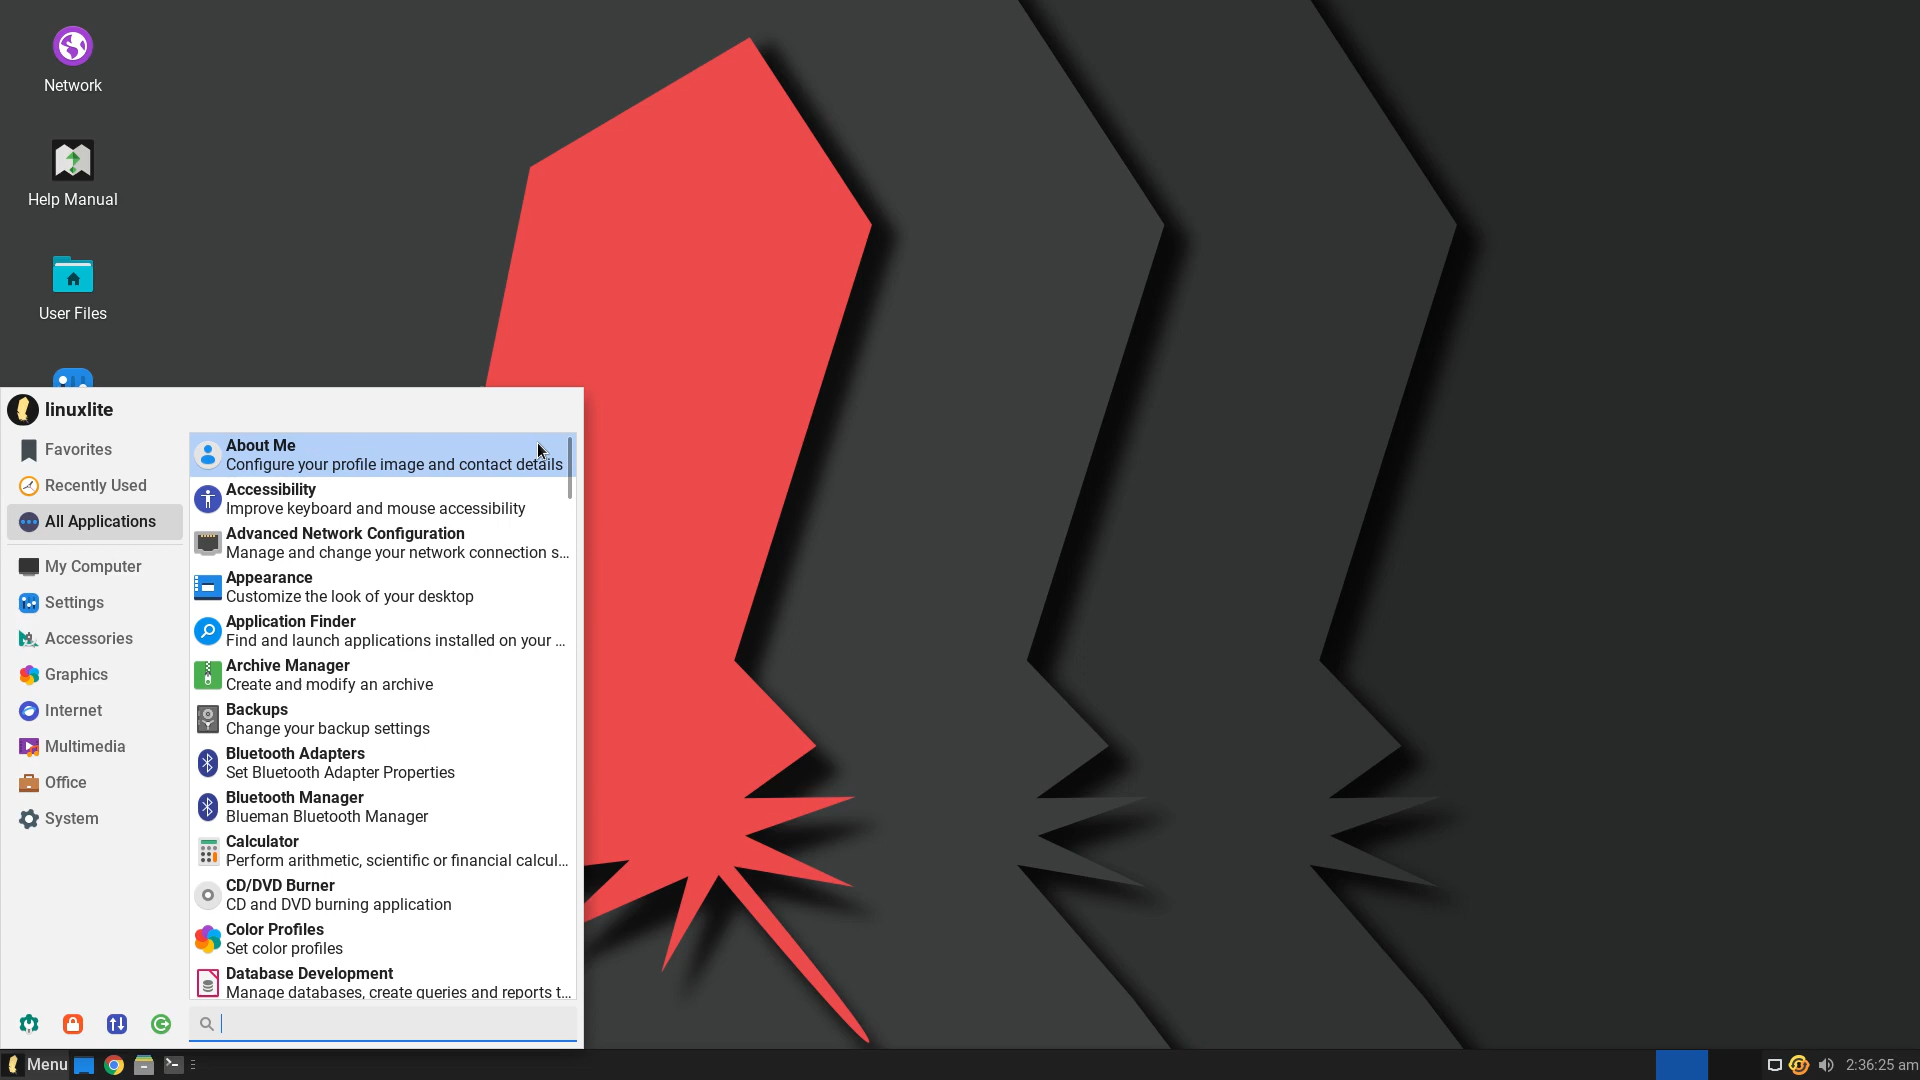 Network
Help Manual
User Files
linuxlite
Favorites
Recently Used
All Applications
My Computer
Settings
Accessories
Graphics
Internet
Multimedia
Office
System
About Me
Configure your profile image and contact details
Accessibility
Improve keyboard and mouse accessibility
Advanced Network Configuration
Manage and change your network connection s...
Appearance
Customize the look of your desktop
Application Finder
Find and launch applications installed on your ...
Archive Manager
Create and modify an archive
Backups
Change your backup settings
Bluetooth Adapters
Set Bluetooth Adapter Properties
Bluetooth Manager
Blueman Bluetooth Manager
Calculator
Perform arithmetic, scientific or financial calcul...
CD/DVD Burner
CD and DVD burning application
Color Profiles
Set color profiles
Database Development
Manage databases, create queries and reports t...
Menu
2:36:25 am